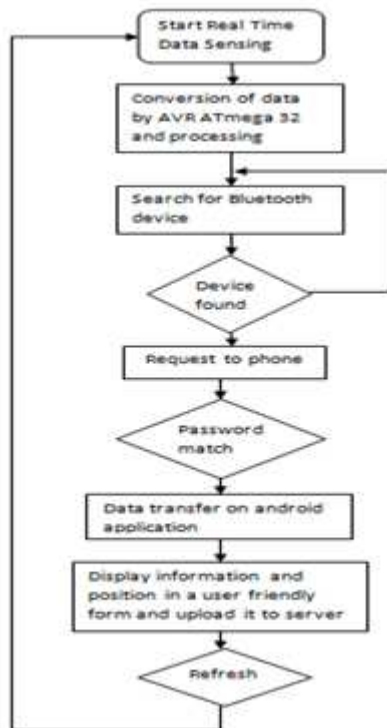 Start Real Time
Data Sensing
Conversion of data
by AVR ATmega 32
and processing
Search for Bluetooth
device
Device
found
Request to phone
Password
match
Data transfer on android
application
Display information and
position in a user friendly
form and upload it to server
Refresh